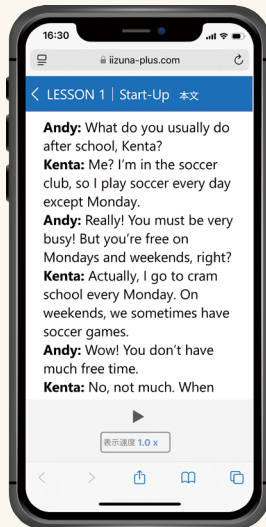 16:30
iizuna-plus.com
LESSON 1 | Start-Up 本文
Andy: What do you usually do
after school, Kenta?
Kenta: Me? I'm in the soccer
club, so I play soccer every day
except Monday.
Andy: Really! You must be very
busy! But you're free on
Mondays and weekends, right?
Kenta: Actually, I go to cram
school every Monday. On
weekends, we sometimes have
soccer games.
Andy: Wow! You don't have
much free time.
Kenta: No, not much. When
表示速度 1.0 x